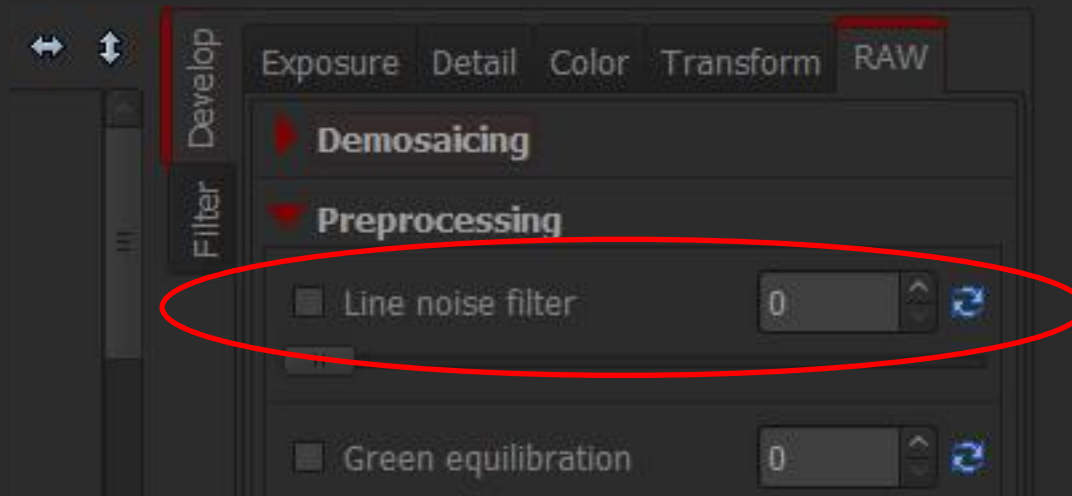 Develop
Filter
Exposure Detail Color Transform RAW
Demosaicing
Preprocessing
Line noise filter 0
Green equilibration 0